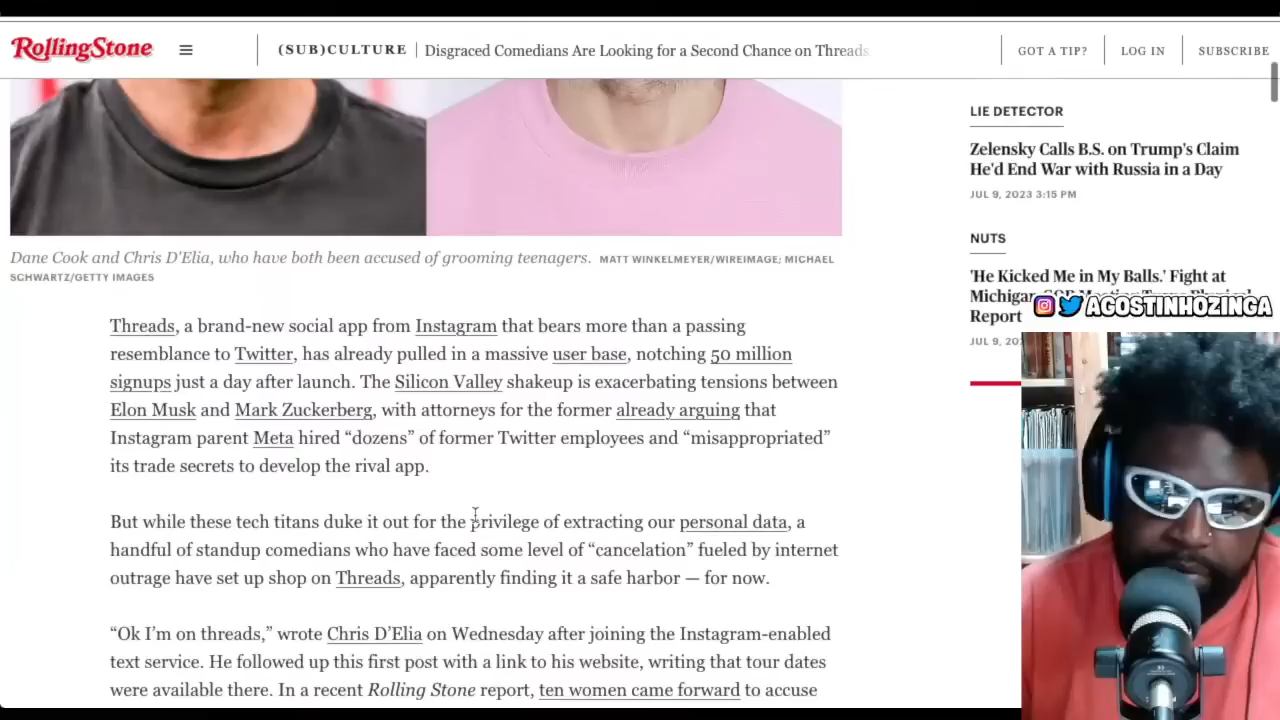 RollingStone
(SUB)CULTURE
Disgraced Comedians Are Looking for a Second Chance on Threads
GOT A TIP?
LOG IN
SUBSCRIBE
Dane Cook and Chris D'Elia, who have both been accused of grooming teenagers. MATT WINKELMEYER/WIREIMAGE; MICHAEL
SCHWARTZ/GETTY IMAGES
Threads, a brand-new social app from Instagram that bears more than a passing
resemblance to Twitter, has already pulled in a massive user base, notching 50 million
signups just a day after launch. The Silicon Valley shakeup is exacerbating tensions between
Elon Musk and Mark Zuckerberg, with attorneys for the former already arguing that
Instagram parent Meta hired “dozens” of former Twitter employees and “misappropriated”
its trade secrets to develop the rival app.
But while these tech titans duke it out for the privilege of extracting our personal data, a
handful of standup comedians who have faced some level of “cancelation” fueled by internet
outrage have set up shop on Threads, apparently finding it a safe harbor — for now.
“Ok I’m on threads,” wrote Chris D’Elia on Wednesday after joining the Instagram-enabled
text service. He followed up this first post with a link to his website, writing that tour dates
were available there. In a recent Rolling Stone report, ten women came forward to accuse
LIE DETECTOR
Zelensky Calls B.S. on Trump's Claim
He'd End War with Russia in a Day
JUL 9, 2023 3:15 PM
NUTS
'He Kicked Me in My Balls.' Fight at
Michigan
Report
JUL 9, 20
AGOSTINHOZINGA